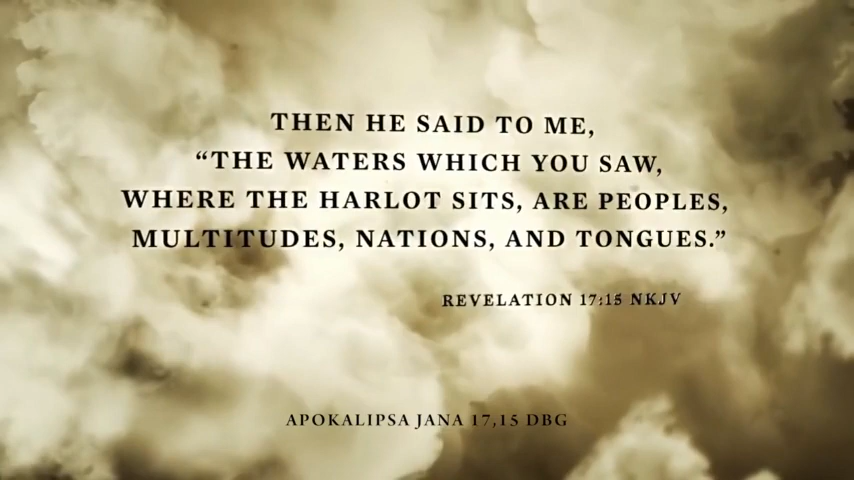 THEN HE SAID TO ME,
“THE WATERS WHICH YOU SAW,
WHERE THE HARLOT SITS, ARE PEOPLES,
MULTITUDES, NATIONS, AND TONGUES.”
REVELATION 17:15 NKJV
APOKALIPSA JANA 17,15 DBG